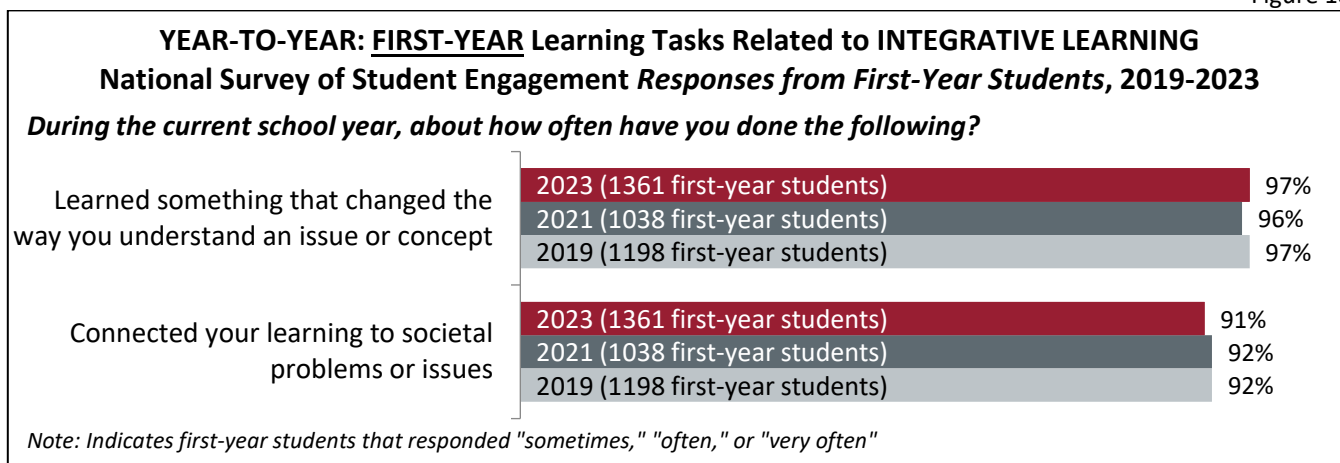 YEAR-TO-YEAR: FIRST-YEAR Learning Tasks Related to INTEGRATIVE LEARNING
National Survey of Student Engagement Responses from First-Year Students, 2019-2023
During the current school year, about how often have you done the following?
Learned something that changed the
way you understand an issue or concept
2023 (1361 first-year students) 97%
2021 (1038 first-year students) 96%
2019 (1198 first-year students) 97%
Connected your learning to societal
problems or issues
2023 (1361 first-year students) 91%
2021 (1038 first-year students) 92%
2019 (1198 first-year students) 92%
Note: Indicates first-year students that responded "sometimes," "often," or "very often"